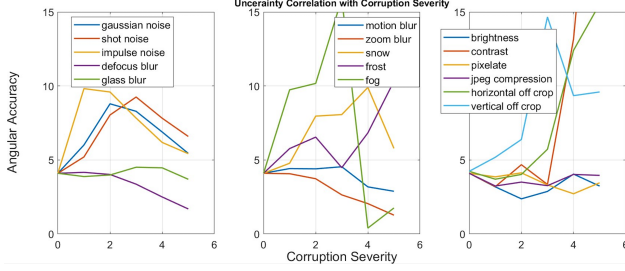 Uncerainty Correlation with Corruption Severity
Angular Accuracy
15
10
5
0
0 2 4 6
gaussian noise
shot noise
impulse noise
defocus blur
glass blur
15
10
5
0
0 2 4 6
motion blur
zoom blur
snow
frost
fog
15
5
0
0 2 4 6
brightness
contrast
pixelate
jpeg compression
horizontal off crop
vertical off crop
Corruption Severity